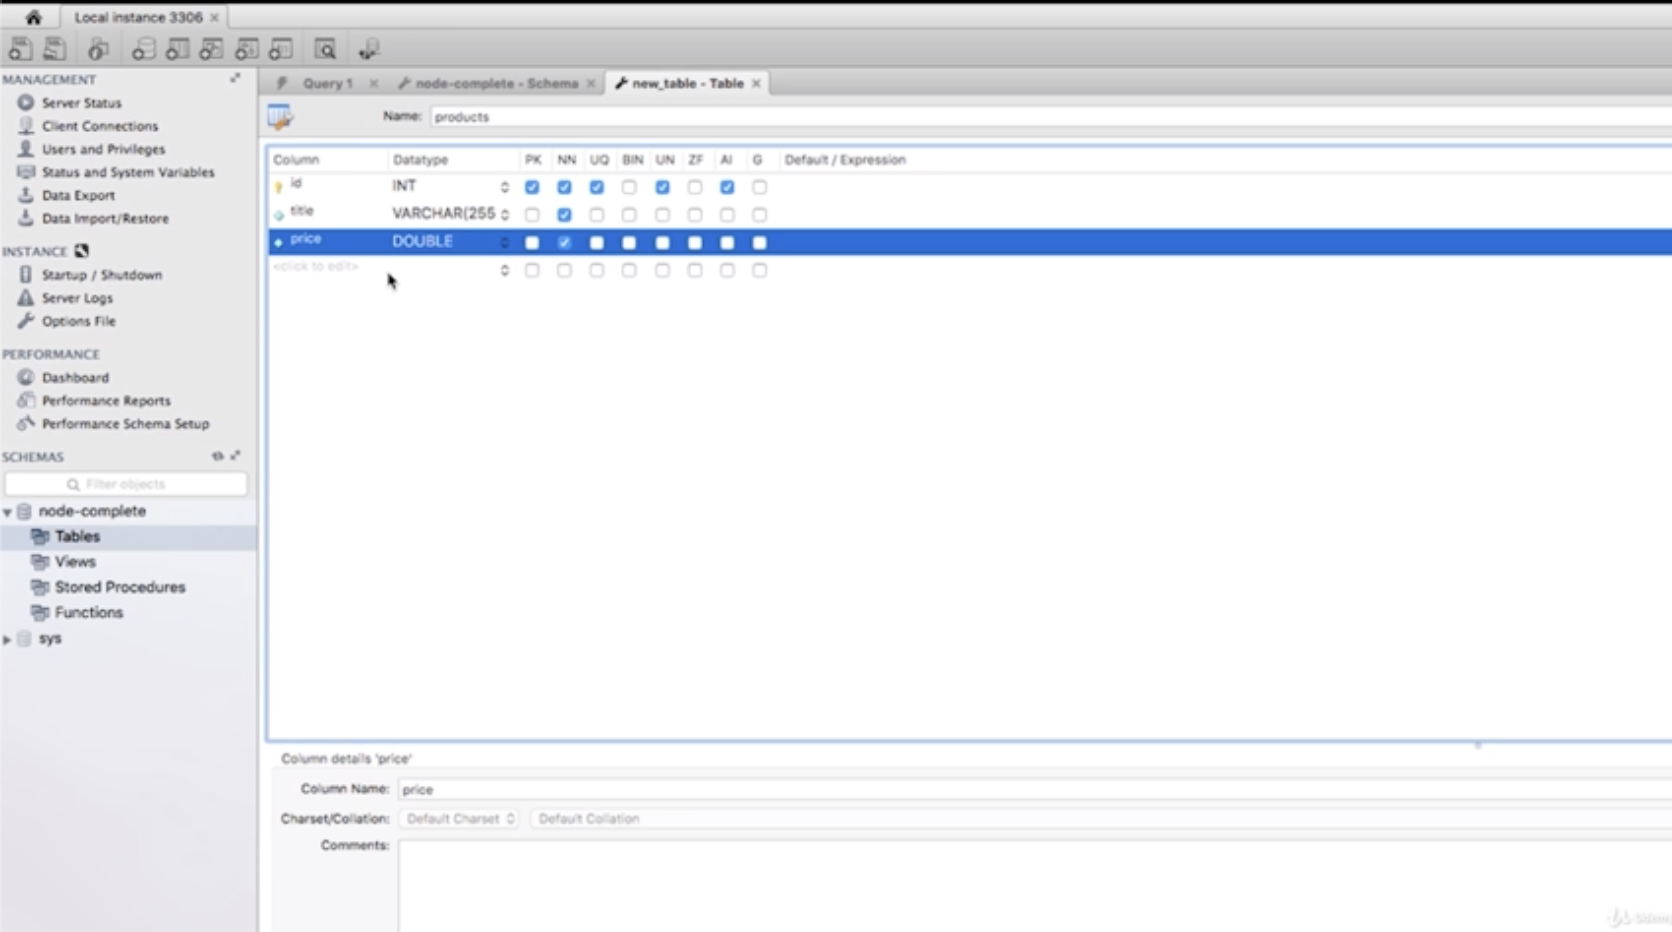 Local instance 3306
MANAGEMENT
Server Status
Client Connections
Users and Privileges
Status and System Variables
Data Export
Data Import/Restore
INSTANCE
Startup / Shutdown
Server Logs
Options File
PERFORMANCE
Dashboard
Performance Reports
Performance Schema Setup
SCHEMAS
Filter objects
node-complete
Tables
Views
Stored Procedures
Functions
sys
Query 1 node-complete - Schema new_table - Table
Name: products
Column Datatype PK NN UQ BIN UN ZF AI G Default / Expression
id INT
title VARCHAR(255
price DOUBLE
<click to edit>
Column details 'price'
Column Name: price
Charset/Collation: Default Charset Default Collation
Comments: